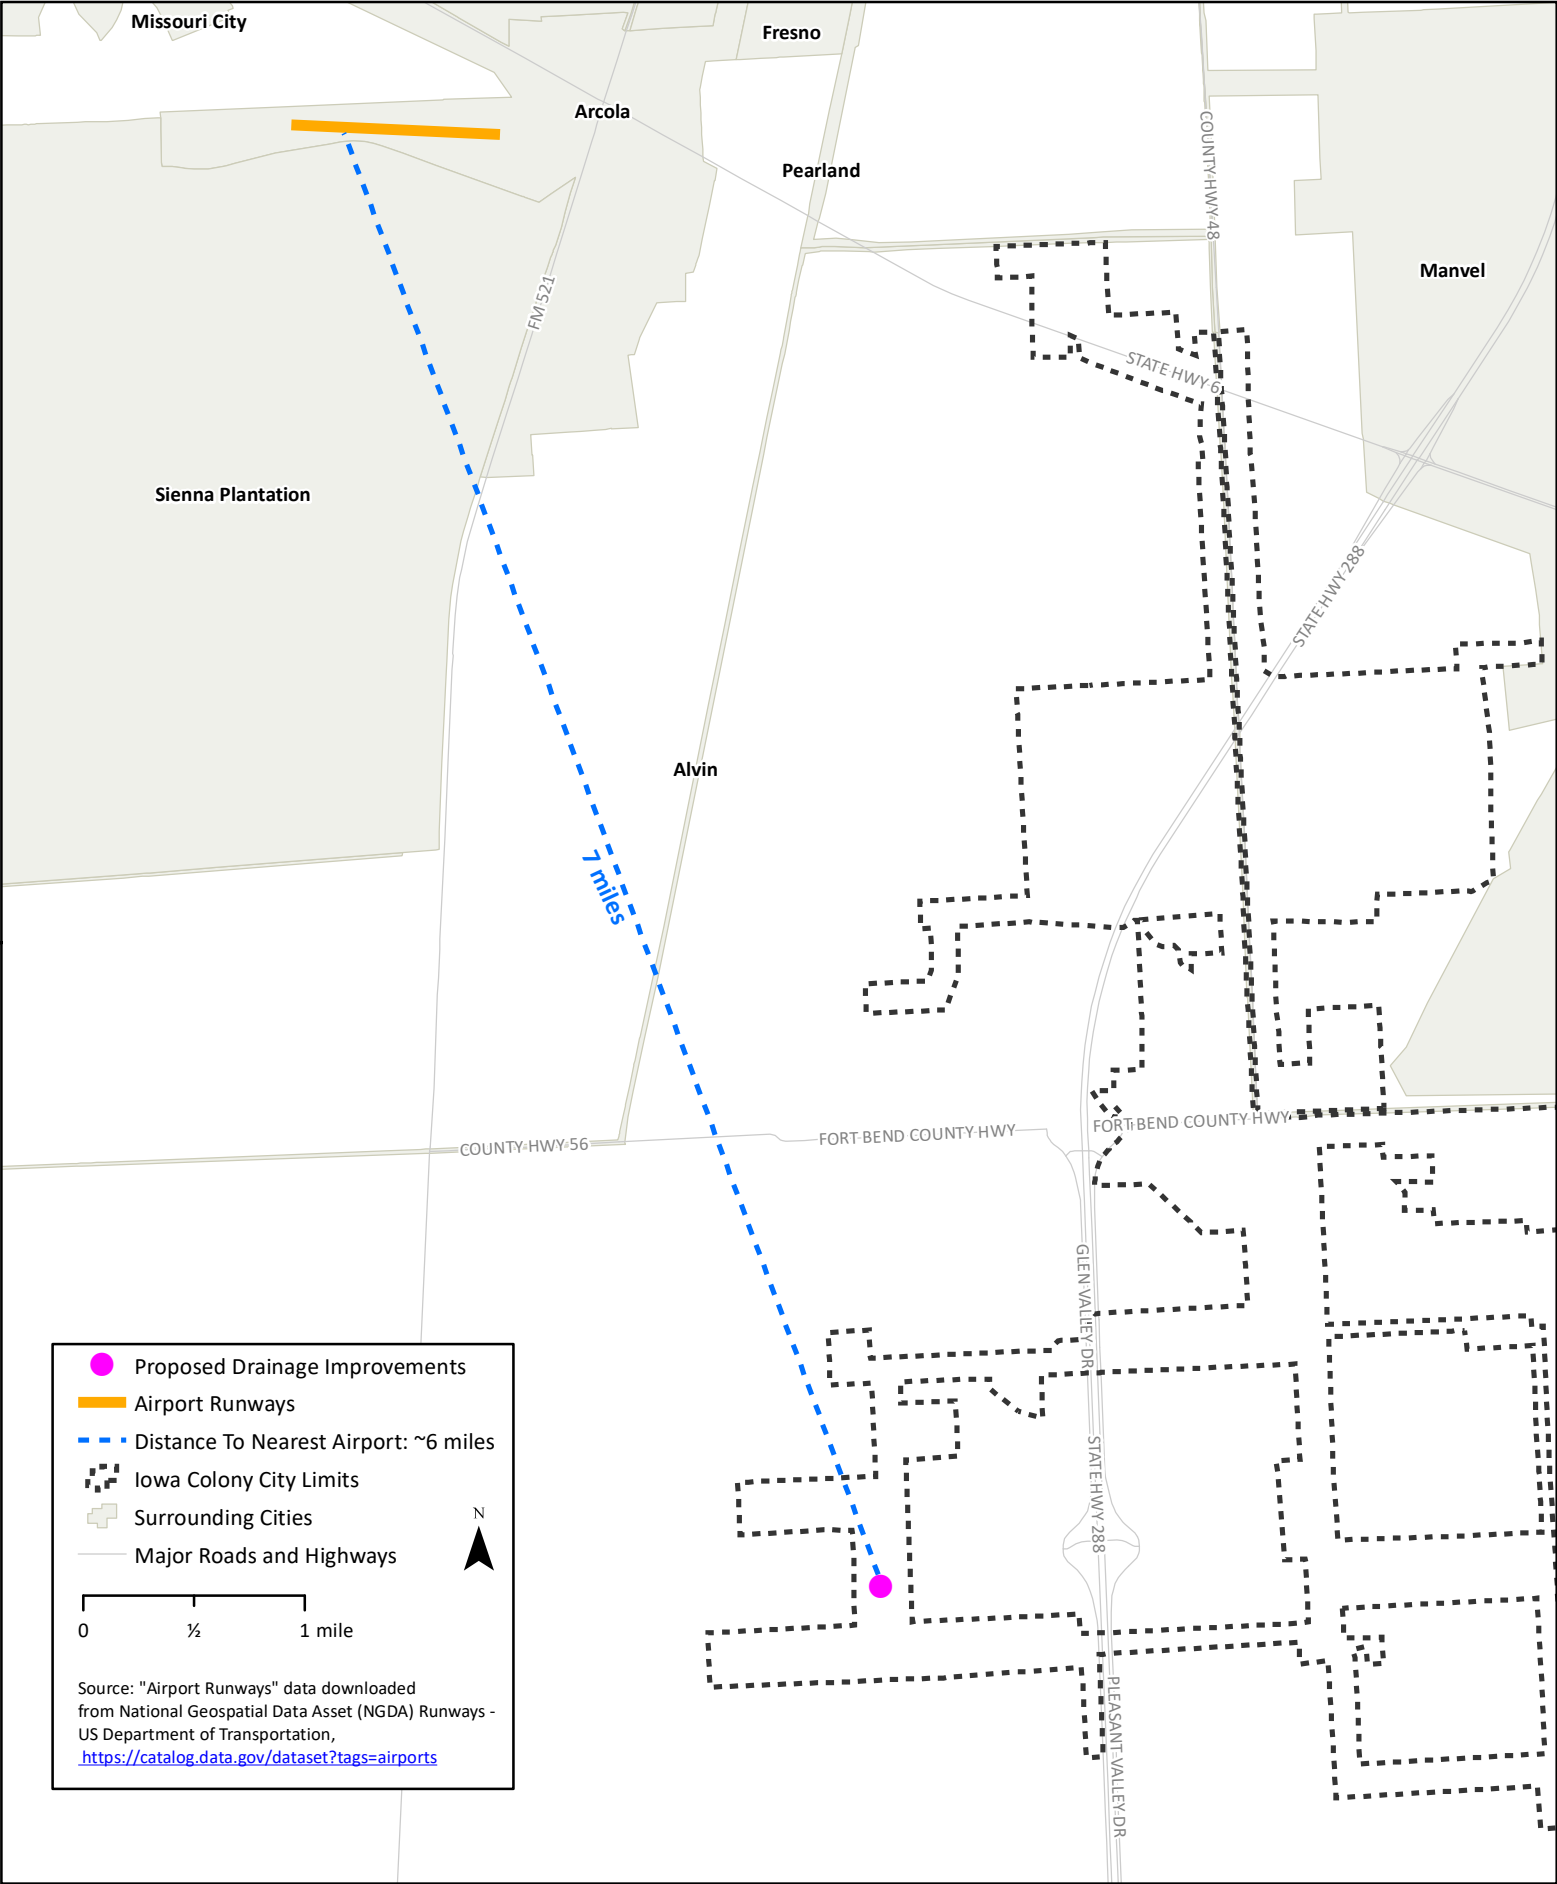 Missouri City
Fresno
Arcola
Pearland
COUNTY HWY 48
Manvel
FM 521
STATE HWY 6
Sienna Plantation
STATE HWY 288
Alvin
7 miles
COUNTY HWY 56
FORT BEND COUNTY HWY
FORT BEND COUNTY HWY
GLEN VALLEY DR
STATE HWY 288
PLEASANT VALLEY DR
Proposed Drainage Improvements
Airport Runways
Distance To Nearest Airport: ~6 miles
Iowa Colony City Limits
Surrounding Cities
Major Roads and Highways
N
0 ½ 1 mile
Source: "Airport Runways" data downloaded
from National Geospatial Data Asset (NGDA) Runways -
US Department of Transportation,
https://catalog.data.gov/dataset?tags=airports